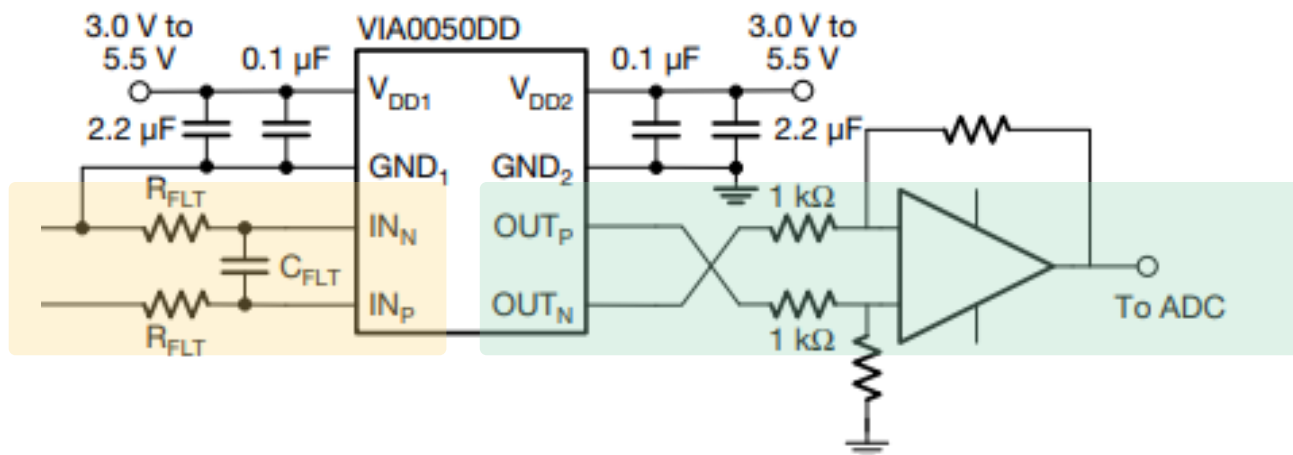 3.0 V to
5.5 V
0.1 µF
VIA0050DD
0.1 µF
3.0 V to
5.5 V
V_DD1
V_DD2
2.2 µF
2.2 µF
GND_1
GND_2
R_FLT
1 kΩ
IN_N
OUT_P
C_FLT
IN_P
OUT_N
To ADC
R_FLT
1 kΩ